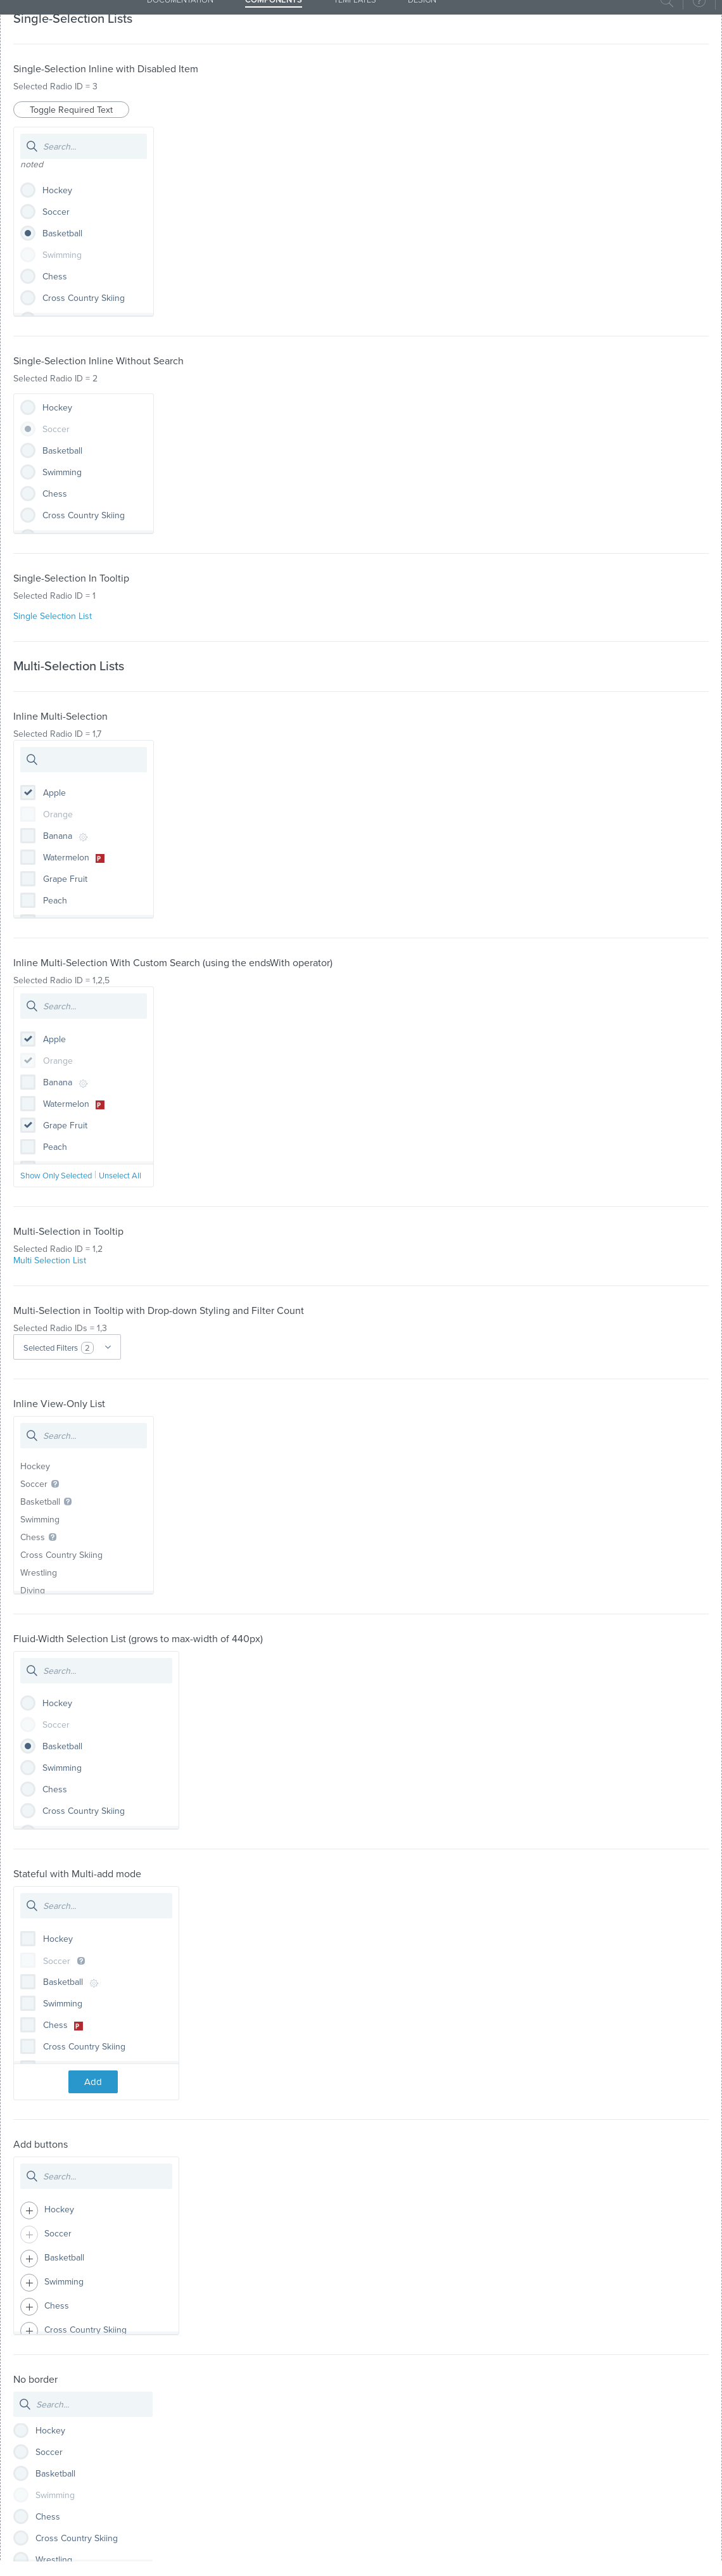 DOCUMENTATION COMPONENTS TEMPLATES DESIGN
Single-Selection Lists
Single-Selection Inline with Disabled Item
Selected Radio ID = 3
Toggle Required Text
Search...
noted
Hockey
Soccer
Basketball
Swimming
Chess
Cross Country Skiing
Single-Selection Inline Without Search
Selected Radio ID = 2
Hockey
Soccer
Basketball
Swimming
Chess
Cross Country Skiing
Single-Selection In Tooltip
Selected Radio ID = 1
Single Selection List
Multi-Selection Lists
Inline Multi-Selection
Selected Radio ID = 1,7
Apple
Orange
Banana
Watermelon P
Grape Fruit
Peach
Inline Multi-Selection With Custom Search (using the endsWith operator)
Selected Radio ID = 1,2,5
Search...
Apple
Orange
Banana
Watermelon P
Grape Fruit
Peach
Show Only Selected | Unselect All
Multi-Selection in Tooltip
Selected Radio ID = 1,2
Multi Selection List
Multi-Selection in Tooltip with Drop-down Styling and Filter Count
Selected Radio IDs = 1,3
Selected Filters 2
Inline View-Only List
Search...
Hockey
Soccer ?
Basketball ?
Swimming
Chess ?
Cross Country Skiing
Wrestling
Diving
Fluid-Width Selection List (grows to max-width of 440px)
Search...
Hockey
Soccer
Basketball
Swimming
Chess
Cross Country Skiing
Stateful with Multi-add mode
Search...
Hockey
Soccer ?
Basketball
Swimming
Chess P
Cross Country Skiing
Add
Add buttons
Search...
Hockey
Soccer
Basketball
Swimming
Chess
Cross Country Skiing
No border
Search...
Hockey
Soccer
Basketball
Swimming
Chess
Cross Country Skiing
Wrestling